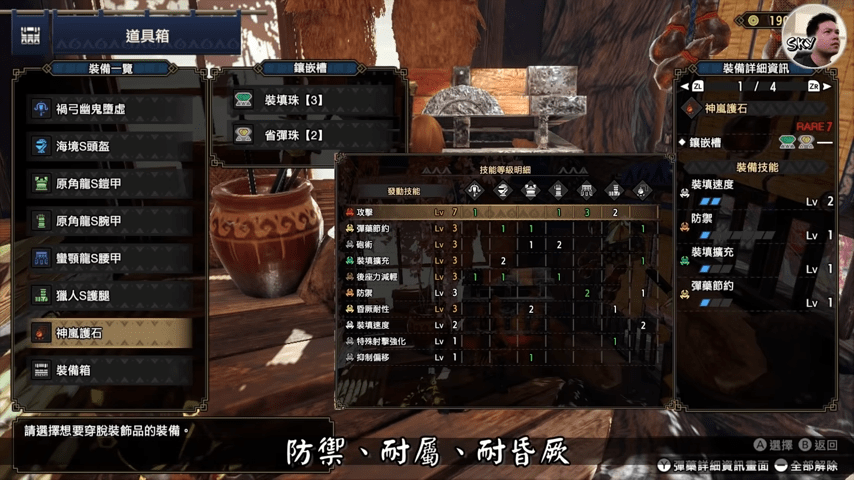 道具箱
裝備一覽
禍弓幽鬼墮虛
海境S頭盔
原角龍S鎧甲
原角龍S腕甲
蠻顎龍S腰甲
獵人S護腿
神嵐護石
裝備箱
鑲嵌槽
裝填珠【3】
省彈珠【2】
技能等級明細
發動技能
攻擊 Lv 7 1 1 3 2
彈藥節約 Lv 3 1 1 1
砲術 Lv 3 1 2
裝填擴充 Lv 3 2 1
後座力減輕 Lv 3 1 1 1
防禦 Lv 3 2 1
昏厥耐性 Lv 3 2 1
裝填速度 Lv 2 2
特殊射擊強化 Lv 1 1
抑制偏移 Lv 1 1
SKY
裝備詳細資訊
ZL 1 / 4 ZR
神嵐護石
RARE 7
鑲嵌槽
裝備技能
裝填速度
Lv 2
防禦
Lv 1
裝填擴充
Lv 1
彈藥節約
Lv 1
請選擇想要穿脫裝飾品的裝備。
防禦、耐屬、耐昏厥
A 選擇 B 返回
Y 彈藥詳細資訊畫面 全部解除